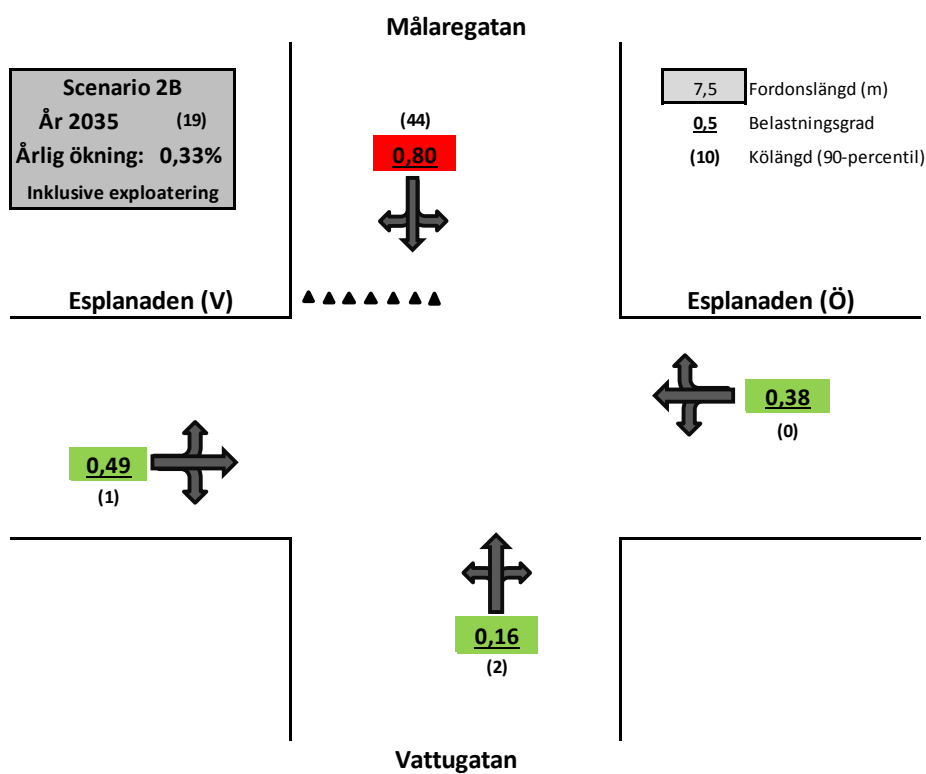 Målaregatan
Scenario 2B
År 2035 (19)
Årlig ökning: 0,33%
Inklusive exploatering
(44)
0,80
7,5 Fordonslängd (m)
0,5 Belastningsgrad
(10) Kölängd (90-percentil)
Esplanaden (V)
Esplanaden (Ö)
0,38
(0)
0,49
(1)
0,16
(2)
Vattugatan